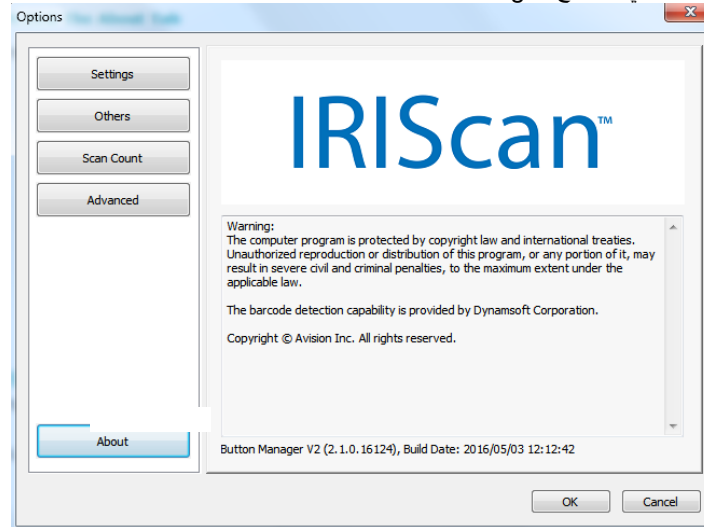 Options
Settings
Others
Scan Count
Advanced
About
IRIScan™
Warning:
The computer program is protected by copyright law and international treaties.
Unauthorized reproduction or distribution of this program, or any portion of it, may
result in severe civil and criminal penalties, to the maximum extent under the
applicable law.
The barcode detection capability is provided by Dynamsoft Corporation.
Copyright © Avision Inc. All rights reserved.
Button Manager V2 (2.1.0.16124), Build Date: 2016/05/03 12:12:42
OK
Cancel